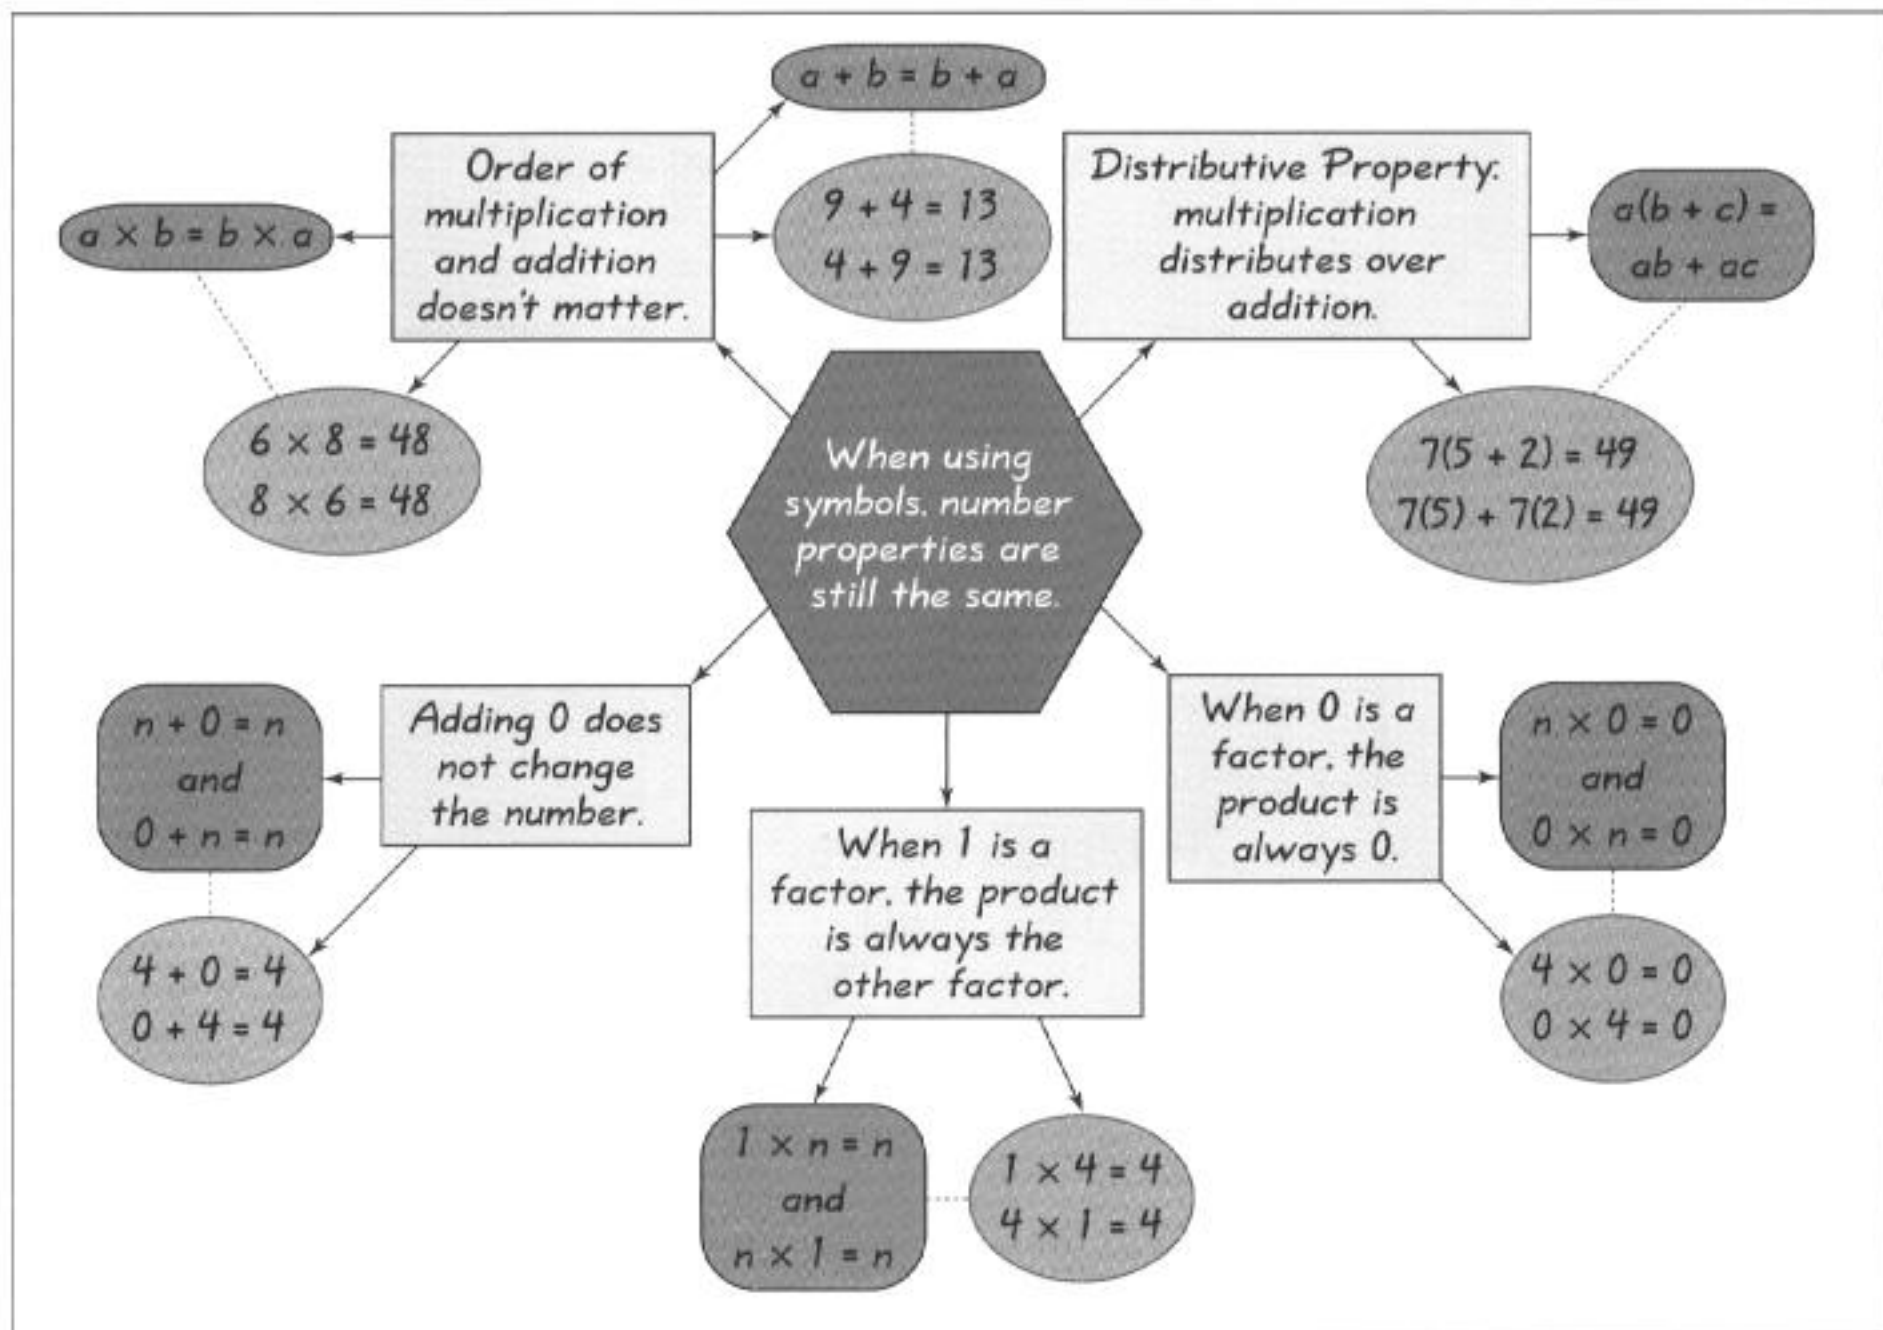 a + b = b + a
Order of
multiplication
and addition
doesn't matter.
a × b = b × a
9 + 4 = 13
4 + 9 = 13
6 × 8 = 48
8 × 6 = 48
Distributive Property:
multiplication
distributes over
addition.
a(b + c) =
ab + ac
7(5 + 2) = 49
7(5) + 7(2) = 49
When using
symbols, number
properties are
still the same.
Adding 0 does
not change
the number.
n + 0 = n
and
0 + n = n
4 + 0 = 4
0 + 4 = 4
When 1 is a
factor, the product
is always the
other factor.
1 × n = n
and
n × 1 = n
1 × 4 = 4
4 × 1 = 4
When 0 is a
factor, the
product is
always 0.
n × 0 = 0
and
0 × n = 0
4 × 0 = 0
0 × 4 = 0